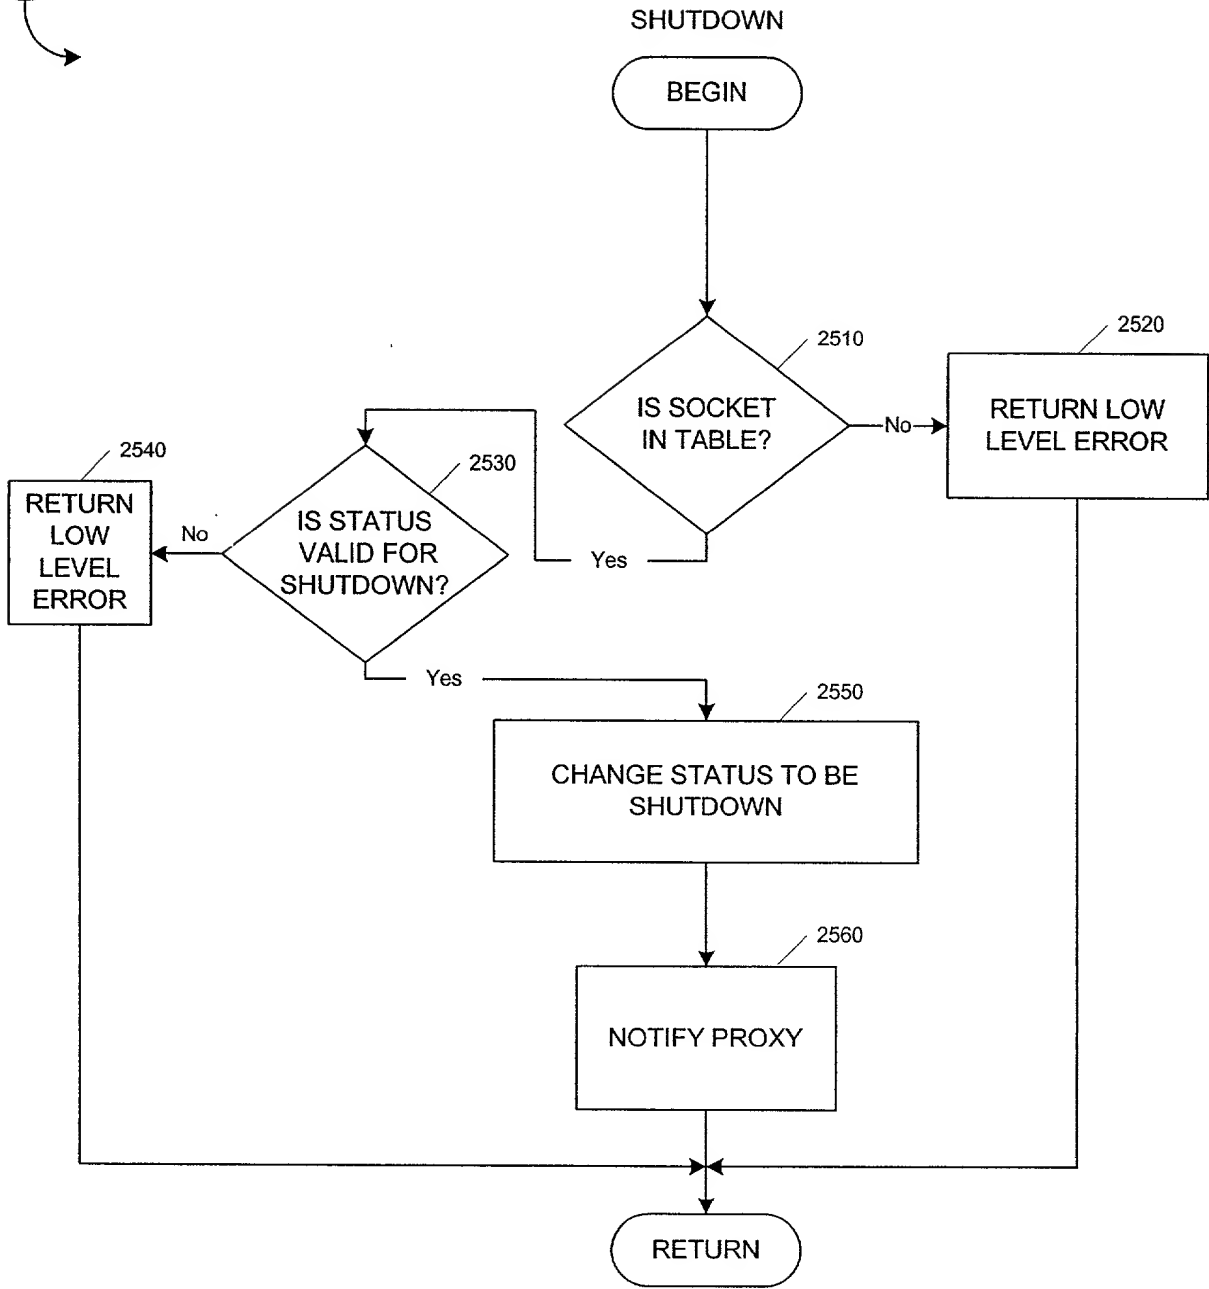 SHUTDOWN
BEGIN
2510
IS SOCKET
IN TABLE?
No
2520
RETURN LOW
LEVEL ERROR
Yes
2530
IS STATUS
VALID FOR
SHUTDOWN?
No
2540
RETURN
LOW
LEVEL
ERROR
Yes
2550
CHANGE STATUS TO BE
SHUTDOWN
2560
NOTIFY PROXY
RETURN